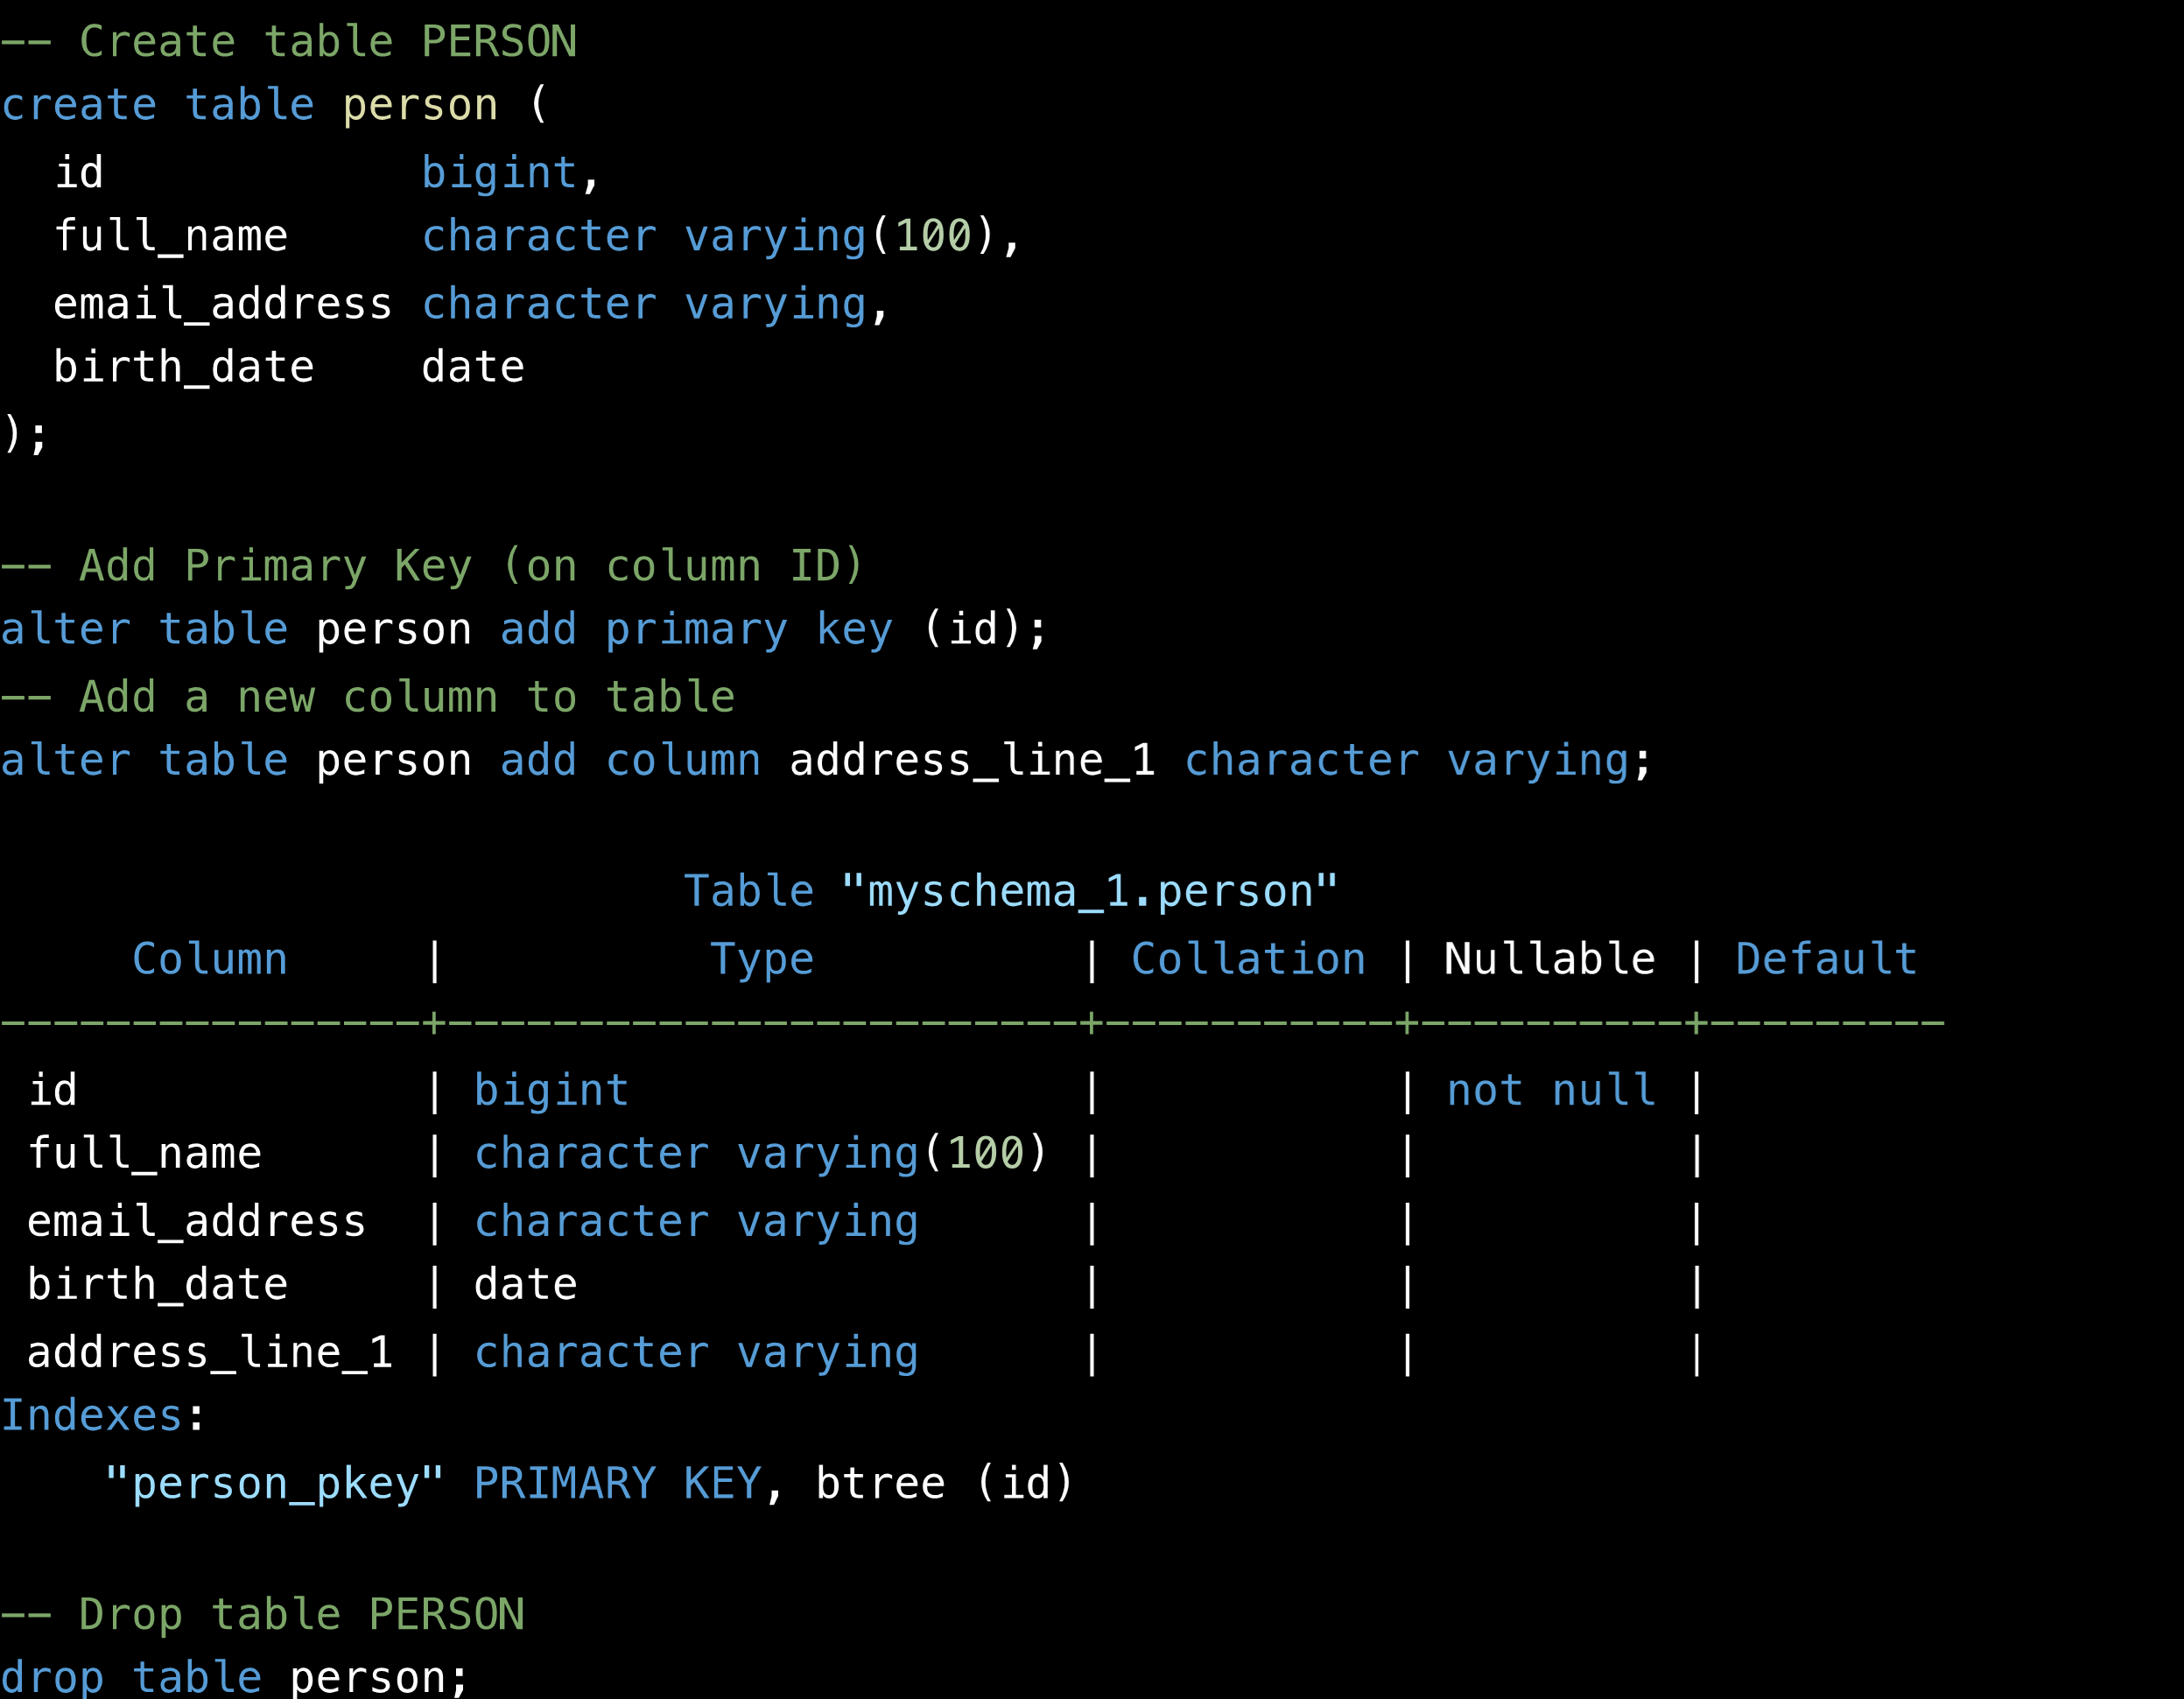 -- Create table PERSON
create table person (
  id            bigint,
  full_name     character varying(100),
  email_address character varying,
  birth_date    date
);

-- Add Primary Key (on column ID)
alter table person add primary key (id);
-- Add a new column to table
alter table person add column address_line_1 character varying;

                          Table "myschema_1.person"
     Column     |          Type          | Collation | Nullable | Default
----------------+------------------------+-----------+----------+---------
 id             | bigint                 |           | not null |
 full_name      | character varying(100) |           |          |
 email_address  | character varying      |           |          |
 birth_date     | date                   |           |          |
 address_line_1 | character varying      |           |          |
Indexes:
    "person_pkey" PRIMARY KEY, btree (id)

-- Drop table PERSON
drop table person;